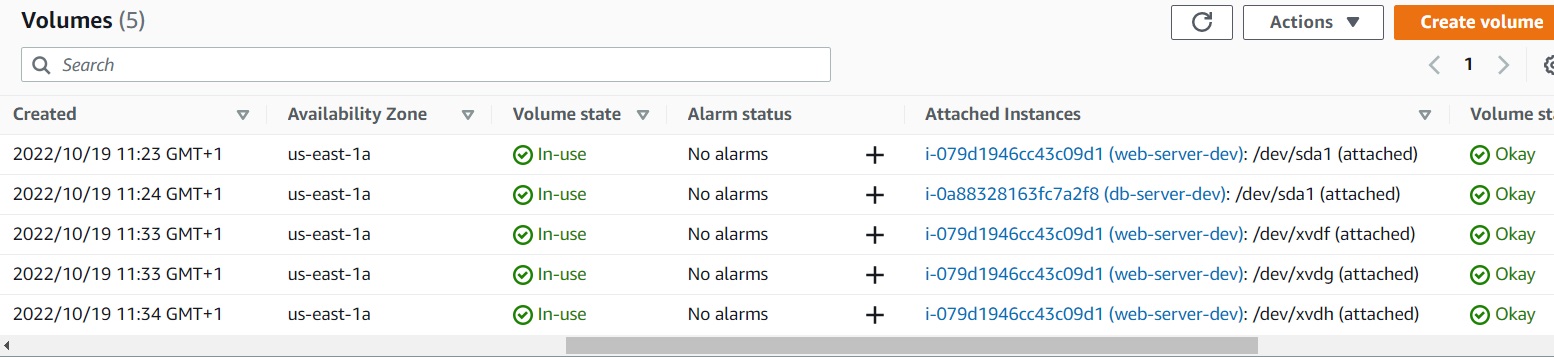 Volumes (5)
Actions
Create volume
Search
1
Created Availability Zone Volume state Alarm status Attached Instances Volume sta
2022/10/19 11:23 GMT+1 us-east-1a In-use No alarms + i-079d1946cc43c09d1 (web-server-dev): /dev/sda1 (attached) Okay
2022/10/19 11:24 GMT+1 us-east-1a In-use No alarms + i-0a88328163fc7a2f8 (db-server-dev): /dev/sda1 (attached) Okay
2022/10/19 11:33 GMT+1 us-east-1a In-use No alarms + i-079d1946cc43c09d1 (web-server-dev): /dev/xvdf (attached) Okay
2022/10/19 11:33 GMT+1 us-east-1a In-use No alarms + i-079d1946cc43c09d1 (web-server-dev): /dev/xvdg (attached) Okay
2022/10/19 11:34 GMT+1 us-east-1a In-use No alarms + i-079d1946cc43c09d1 (web-server-dev): /dev/xvdh (attached) Okay